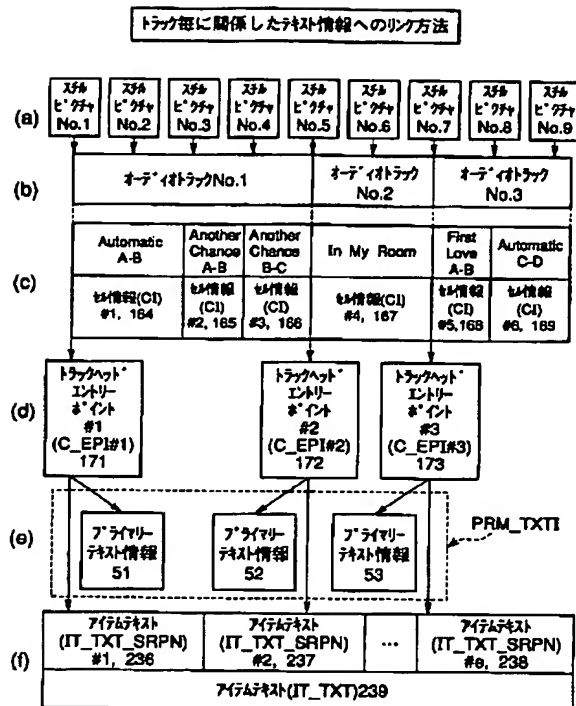 トラック毎に関係したテキスト情報へのリンク方法
(a)
スチル
ピクチャ
No.1
スチル
ピクチャ
No.2
スチル
ピクチャ
No.3
スチル
ピクチャ
No.4
スチル
ピクチャ
No.5
スチル
ピクチャ
No.6
スチル
ピクチャ
No.7
スチル
ピクチャ
No.8
スチル
ピクチャ
No.9
(b)
オーディオトラックNo.1
オーディオトラック
No.2
オーディオトラック
No.3
(c)
Automatic
A-B
Another
Chance
A-B
Another
Chance
B-C
In My Room
First
Love
A-B
Automatic
C-D
セル情報(CI)
#1, 164
セル情報
(CI)
#2, 165
セル情報
(CI)
#3, 166
セル情報(CI)
#4, 167
セル情報
(CI)
#5,168
セル情報
(CI)
#6, 169
(d)
トラックヘッド
エントリー
ポイント
#1
(C_EPI#1)
171
トラックヘッド
エントリー
ポイント
#2
(C_EPI#2)
172
トラックヘッド
エントリー
ポイント
#3
(C_EPI#3)
173
(e)
プライマリー
テキスト情報
51
プライマリー
テキスト情報
52
プライマリー
テキスト情報
53
PRM_TXTI
(f)
アイテムテキスト
(IT_TXT_SRPN)
#1, 236
アイテムテキスト
(IT_TXT_SRPN)
#2, 237
…
アイテムテキスト
(IT_TXT_SRPN)
#e, 238
アイテムテキスト(IT_TXT)239